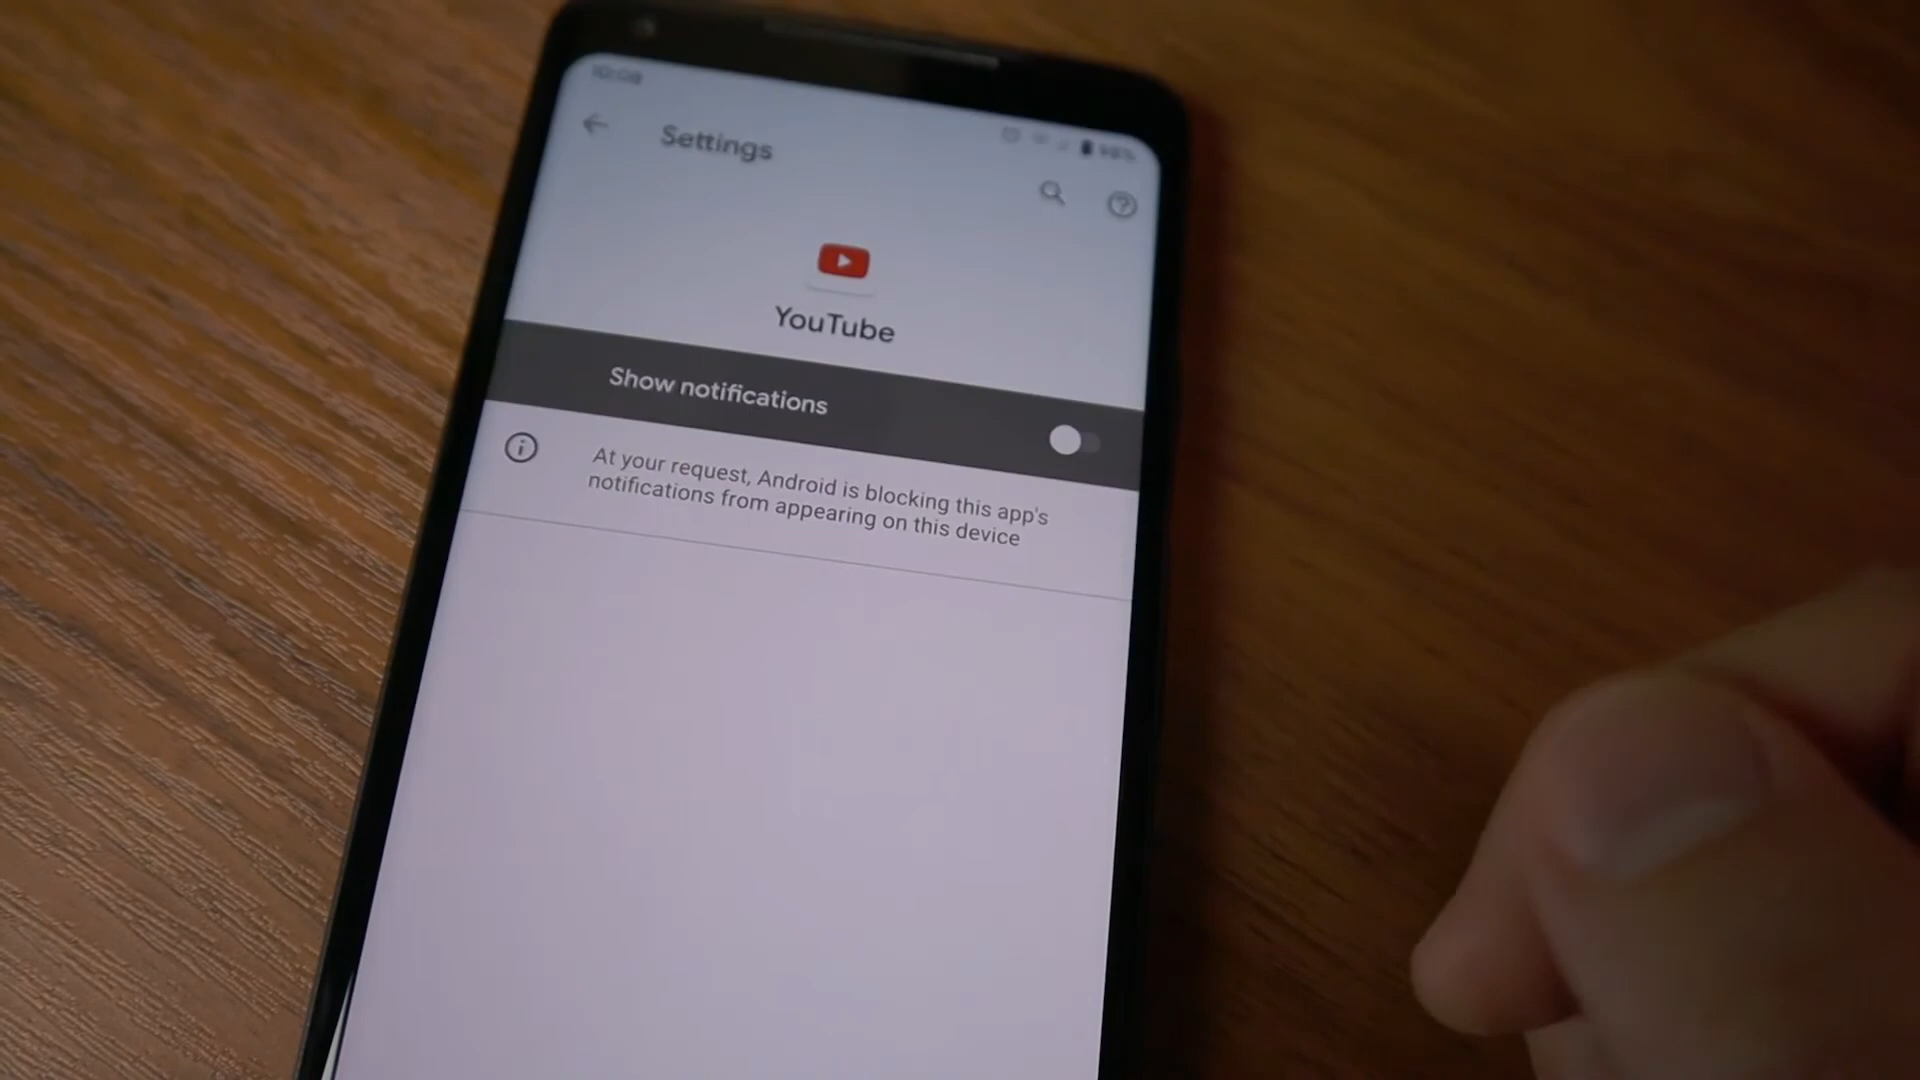 Settings
YouTube
Show notifications
At your request, Android is blocking this app's
notifications from appearing on this device